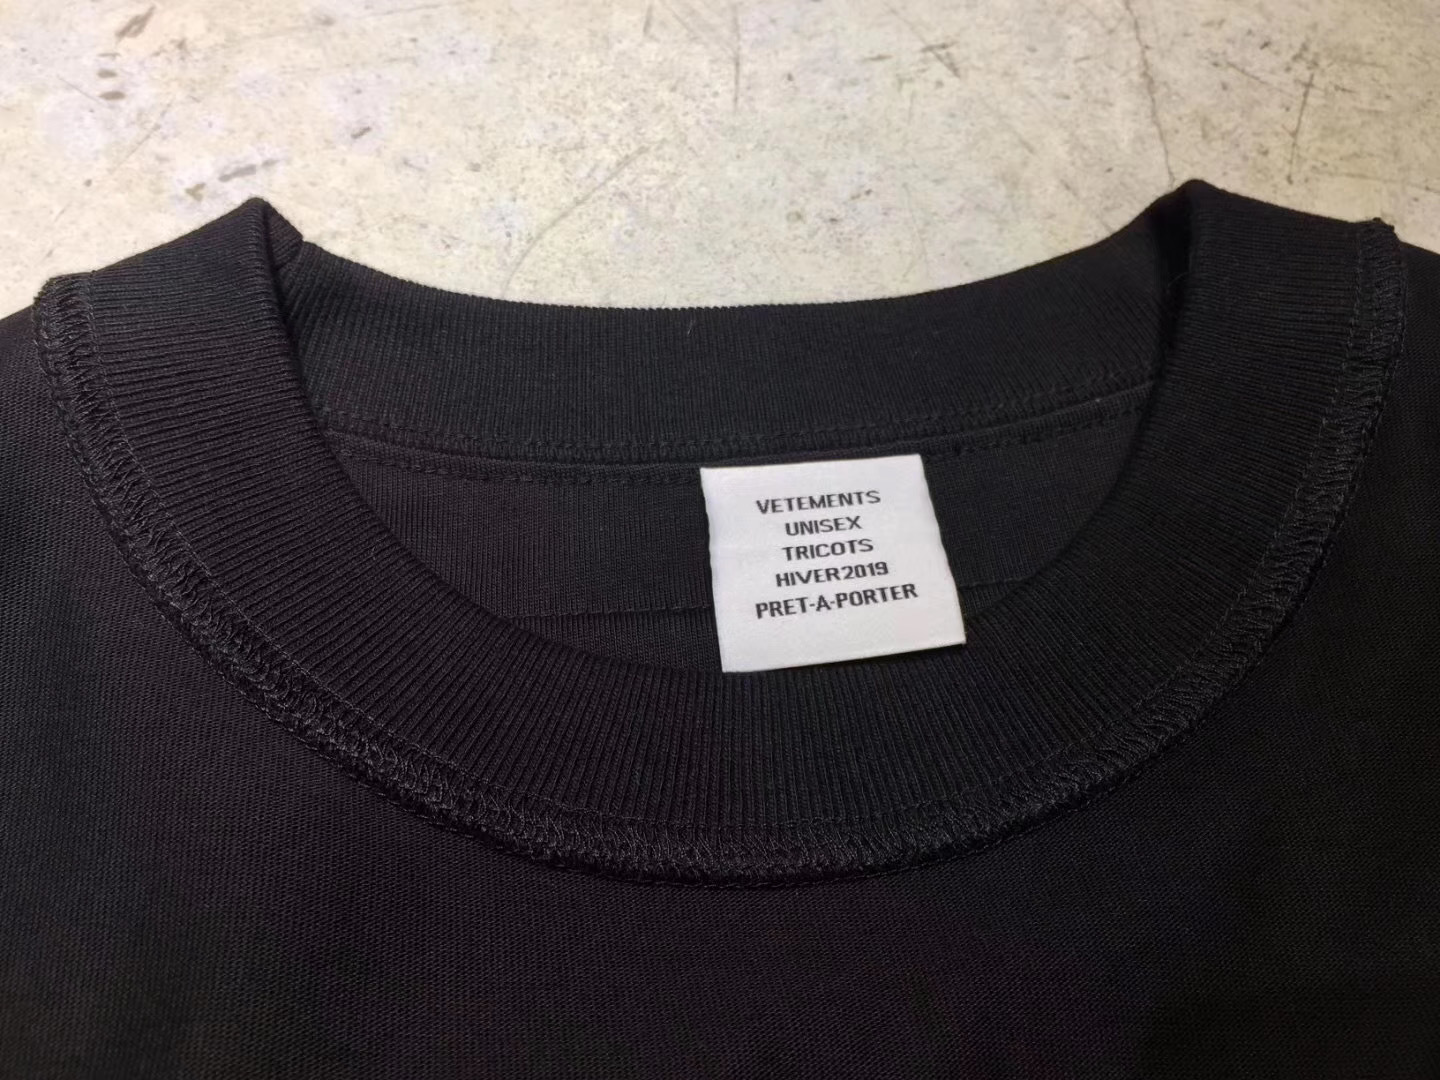 VETEMENTS
UNISEX
TRICOTS
HIVER2019
PRET-A-PORTER